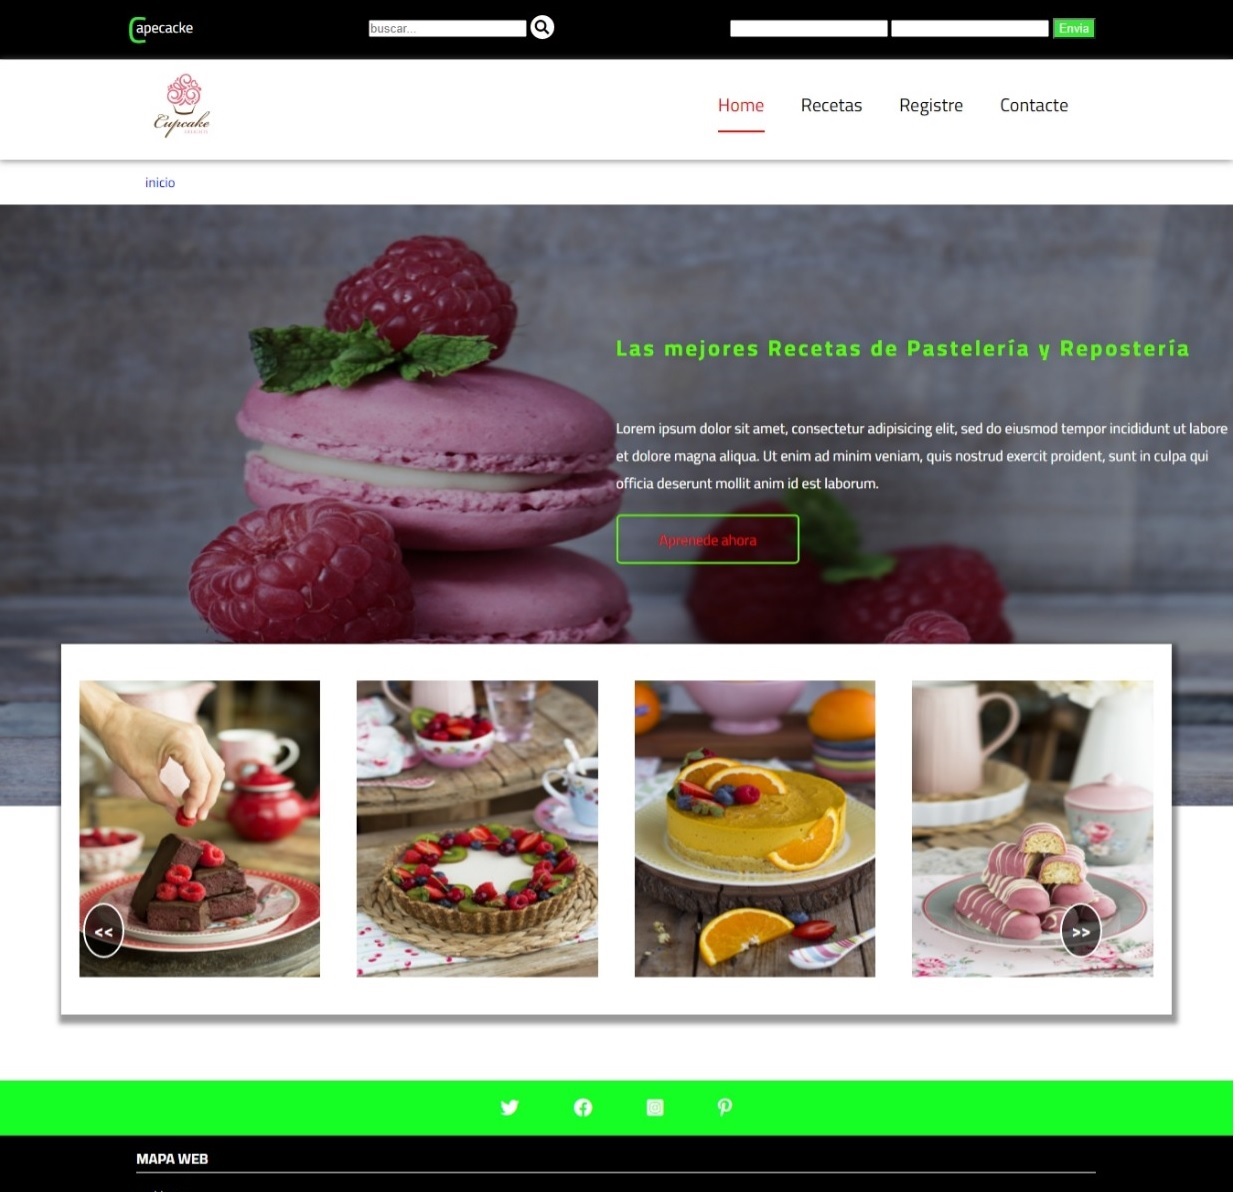 Capecacke
buscar...
Envia
Cupcake
Home Recetas Registre Contacte
inicio
Las mejores Recetas de Pastelería y Repostería
Lorem ipsum dolor sit amet, consectetur adipisicing elit, sed do eiusmod tempor incididunt ut labore
et dolore magna aliqua. Ut enim ad minim veniam, quis nostrud exercit proident, sunt in culpa qui
officia deserunt mollit anim id est laborum.
Aprenede ahora
<< >>
MAPA WEB